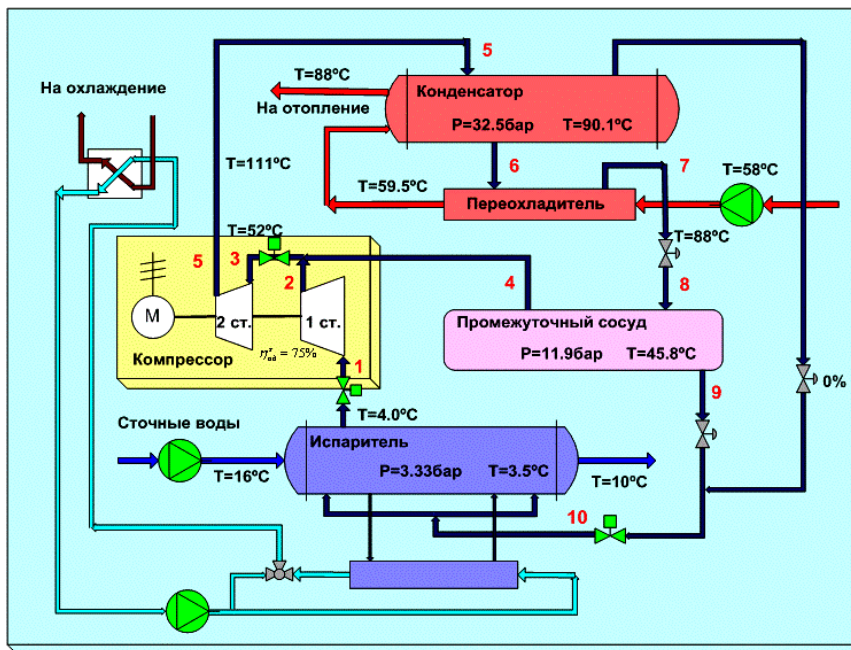 5
T=88ºC
На охлаждение
На отопление
Конденсатор
P=32.5бар T=90.1ºC
T=111ºC
6
7
T=59.5ºC
T=58ºC
Переохладитель
T=52ºC
T=88ºC
5
3
2
4
8
M
2 ст.
1 ст.
Промежуточный сосуд
P=11.9бар T=45.8ºC
Компрессор
= 75%
1
9
0%
T=4.0ºC
Сточные воды
Испаритель
P=3.33бар T=3.5ºC
T=16ºC
T=10ºC
10